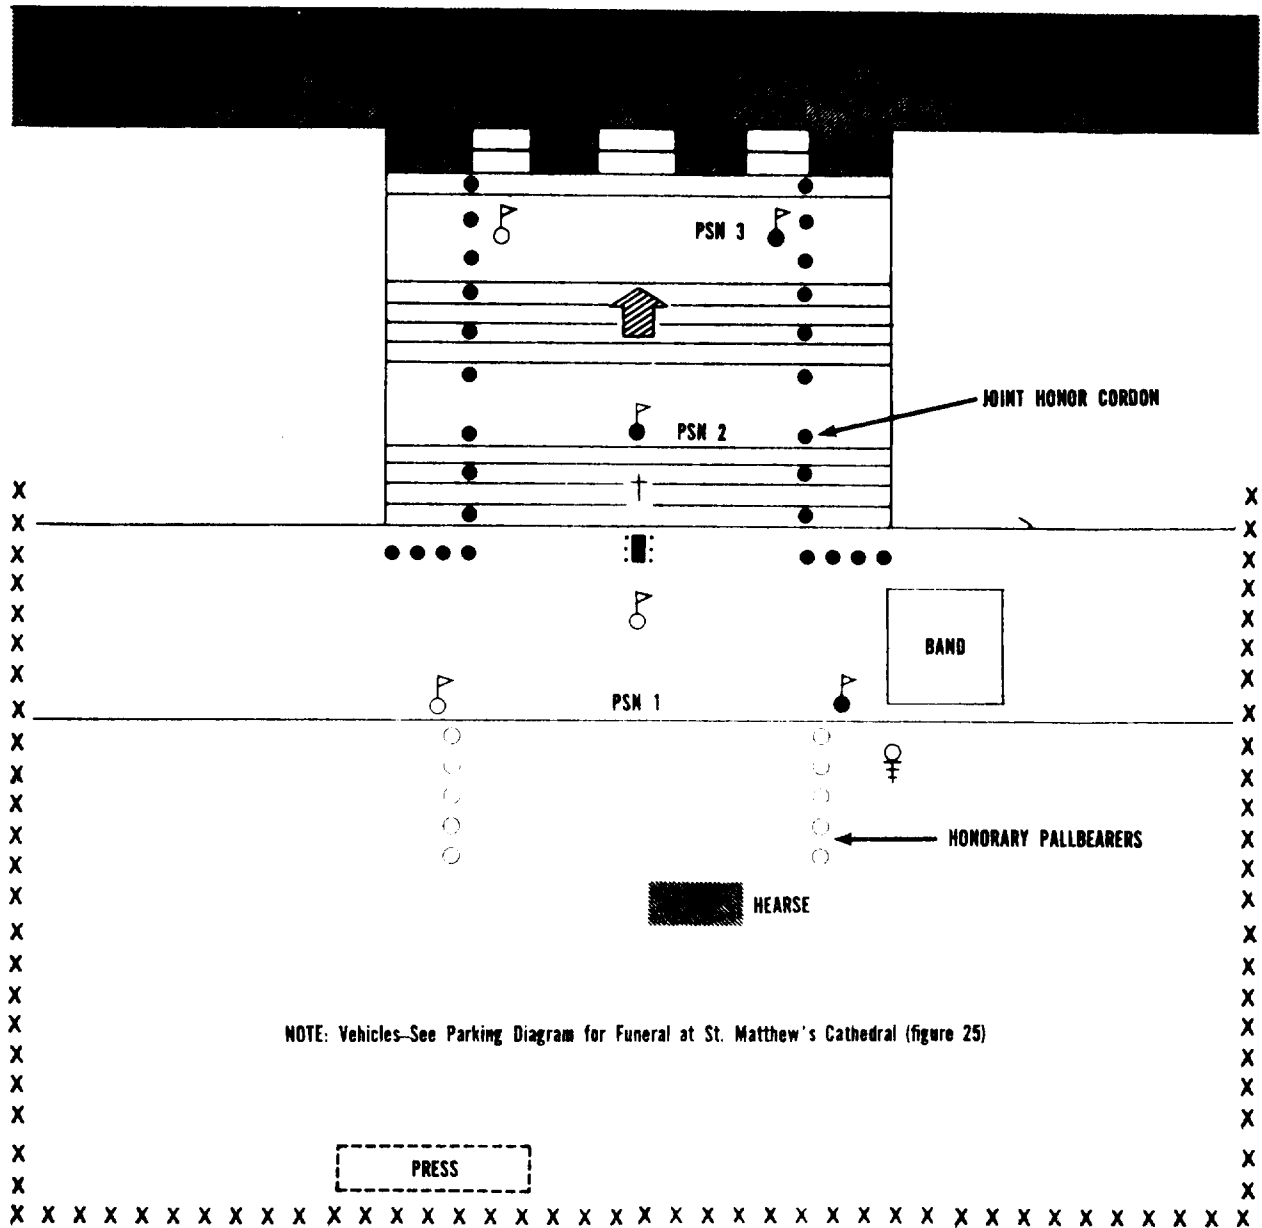 PSN 3
JOINT HONOR CORDON
PSN 2
BAND
PSN 1
HONORARY PALLBEARERS
HEARSE
NOTE: Vehicles—See Parking Diagram for Funeral at St. Matthew's Cathedral (figure 25)
PRESS